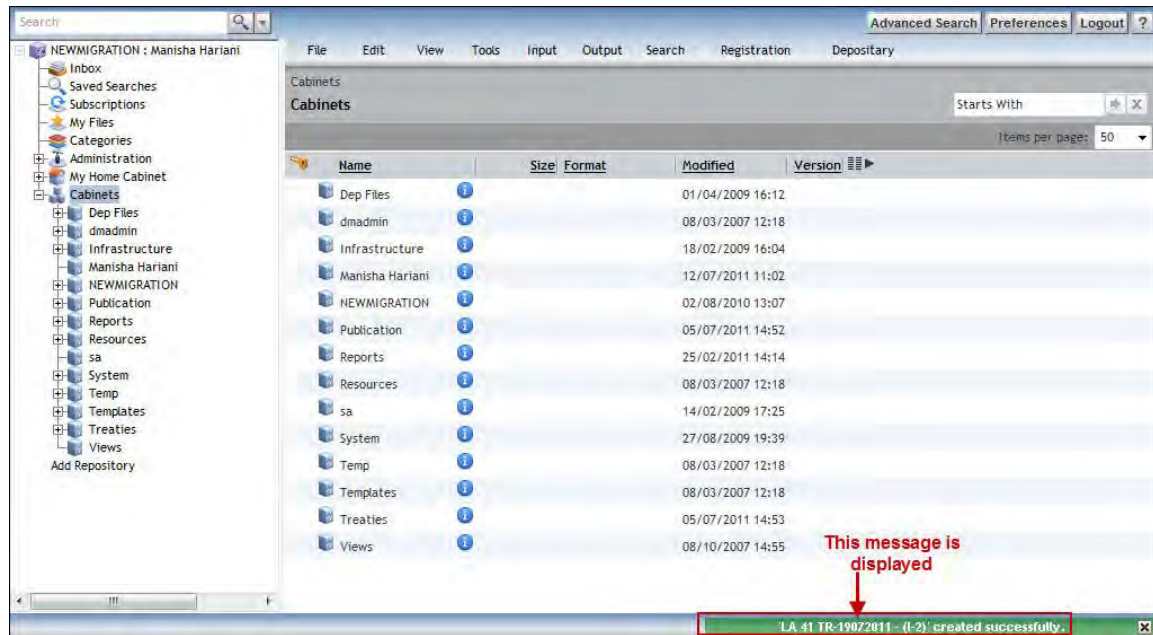 Search
Advanced Search Preferences Logout ?
NEWMIGRATION : Manisha Hariani
Inbox
Saved Searches
Subscriptions
My Files
Categories
Administration
My Home Cabinet
Cabinets
Dep Files
dmadmin
Infrastructure
Manisha Hariani
NEWMIGRATION
Publication
Reports
Resources
sa
System
Temp
Templates
Treaties
Views
Add Repository
File Edit View Tools Input Output Search Registration Depositary
Cabinets
Cabinets
Starts With
Items per page: 50
Name Size Format Modified Version
Dep Files 01/04/2009 16:12
dmadmin 08/03/2007 12:18
Infrastructure 18/02/2009 16:04
Manisha Hariani 12/07/2011 11:02
NEWMIGRATION 02/08/2010 13:07
Publication 05/07/2011 14:52
Reports 25/02/2011 14:14
Resources 08/03/2007 12:18
sa 14/02/2009 17:25
System 27/08/2009 19:39
Temp 08/03/2007 12:18
Templates 08/03/2007 12:18
Treaties 05/07/2011 14:53
Views 08/10/2007 14:55
This message is
displayed
'LA 41 TR-19072011 - (I-2)' created successfully.